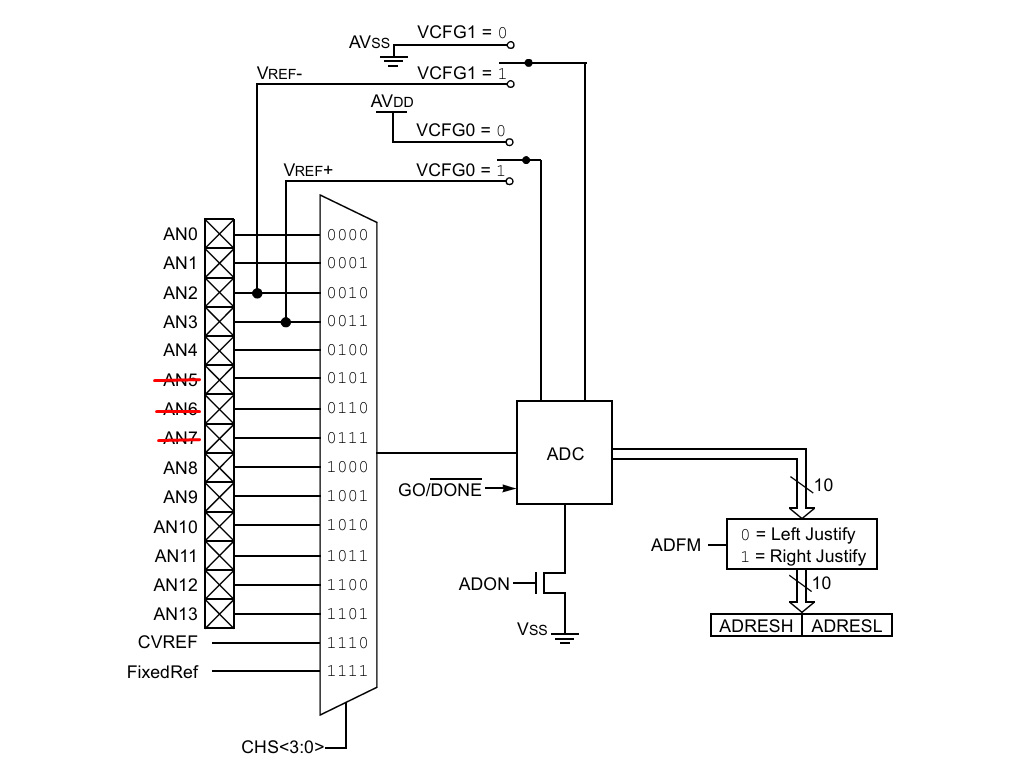 AVSS
VCFG1 = 0
VREF-
VCFG1 = 1
AVDD
VCFG0 = 0
VREF+
VCFG0 = 1
AN0 0000
AN1 0001
AN2 0010
AN3 0011
AN4 0100
AN5 0101
AN6 0110
AN7 0111
AN8 1000
AN9 1001
AN10 1010
AN11 1011
AN12 1100
AN13 1101
CVREF 1110
FixedRef 1111
CHS<3:0>
ADC
GO/DONE
ADON
VSS
10
ADFM
0 = Left Justify
1 = Right Justify
10
ADRESH ADRESL